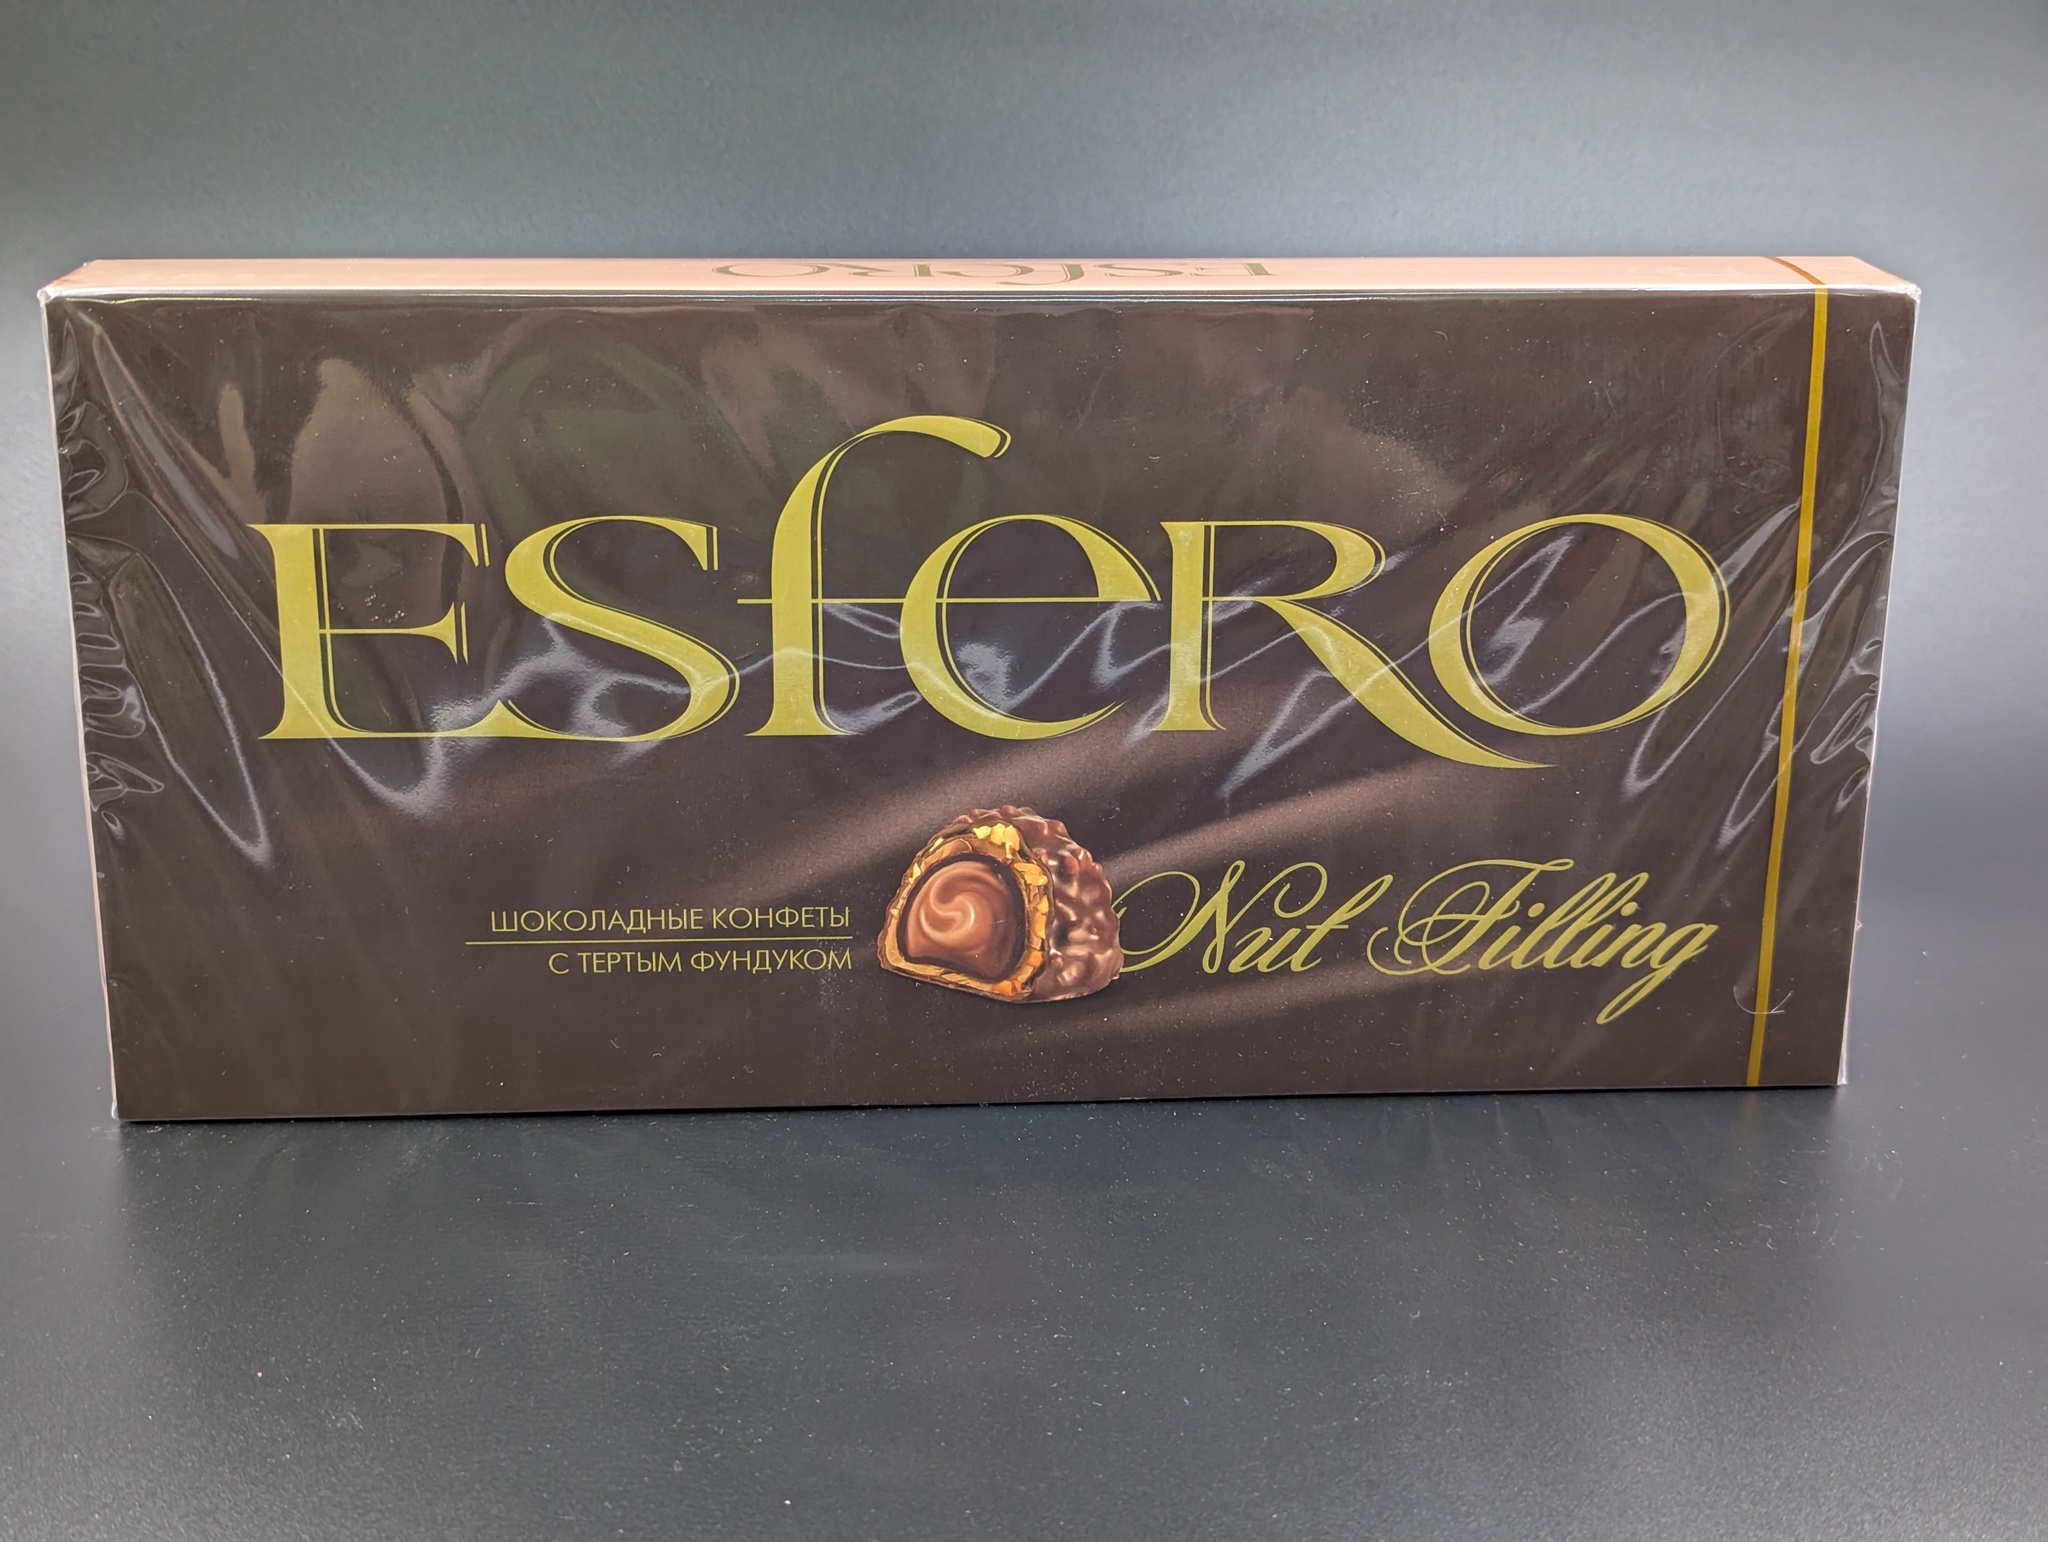 ESFERO
ESFERO
ШОКОЛАДНЫЕ КОНФЕТЫ
С ТЕРТЫМ ФУНДУКОМ
Nut Filling